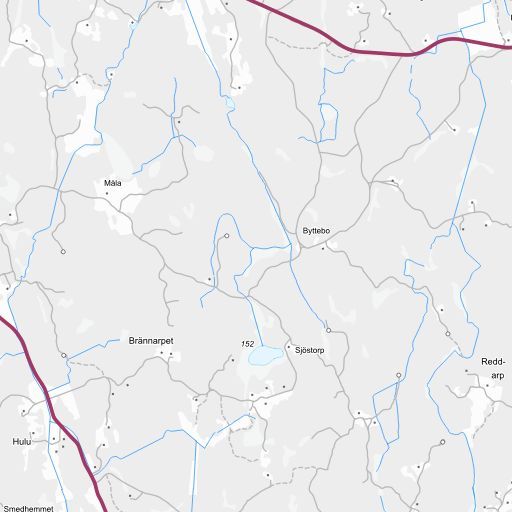 Måla
Byttebo
Brännarpet
152
Sjöstorp
Redd-
arp
Hulu
Smedhemmet